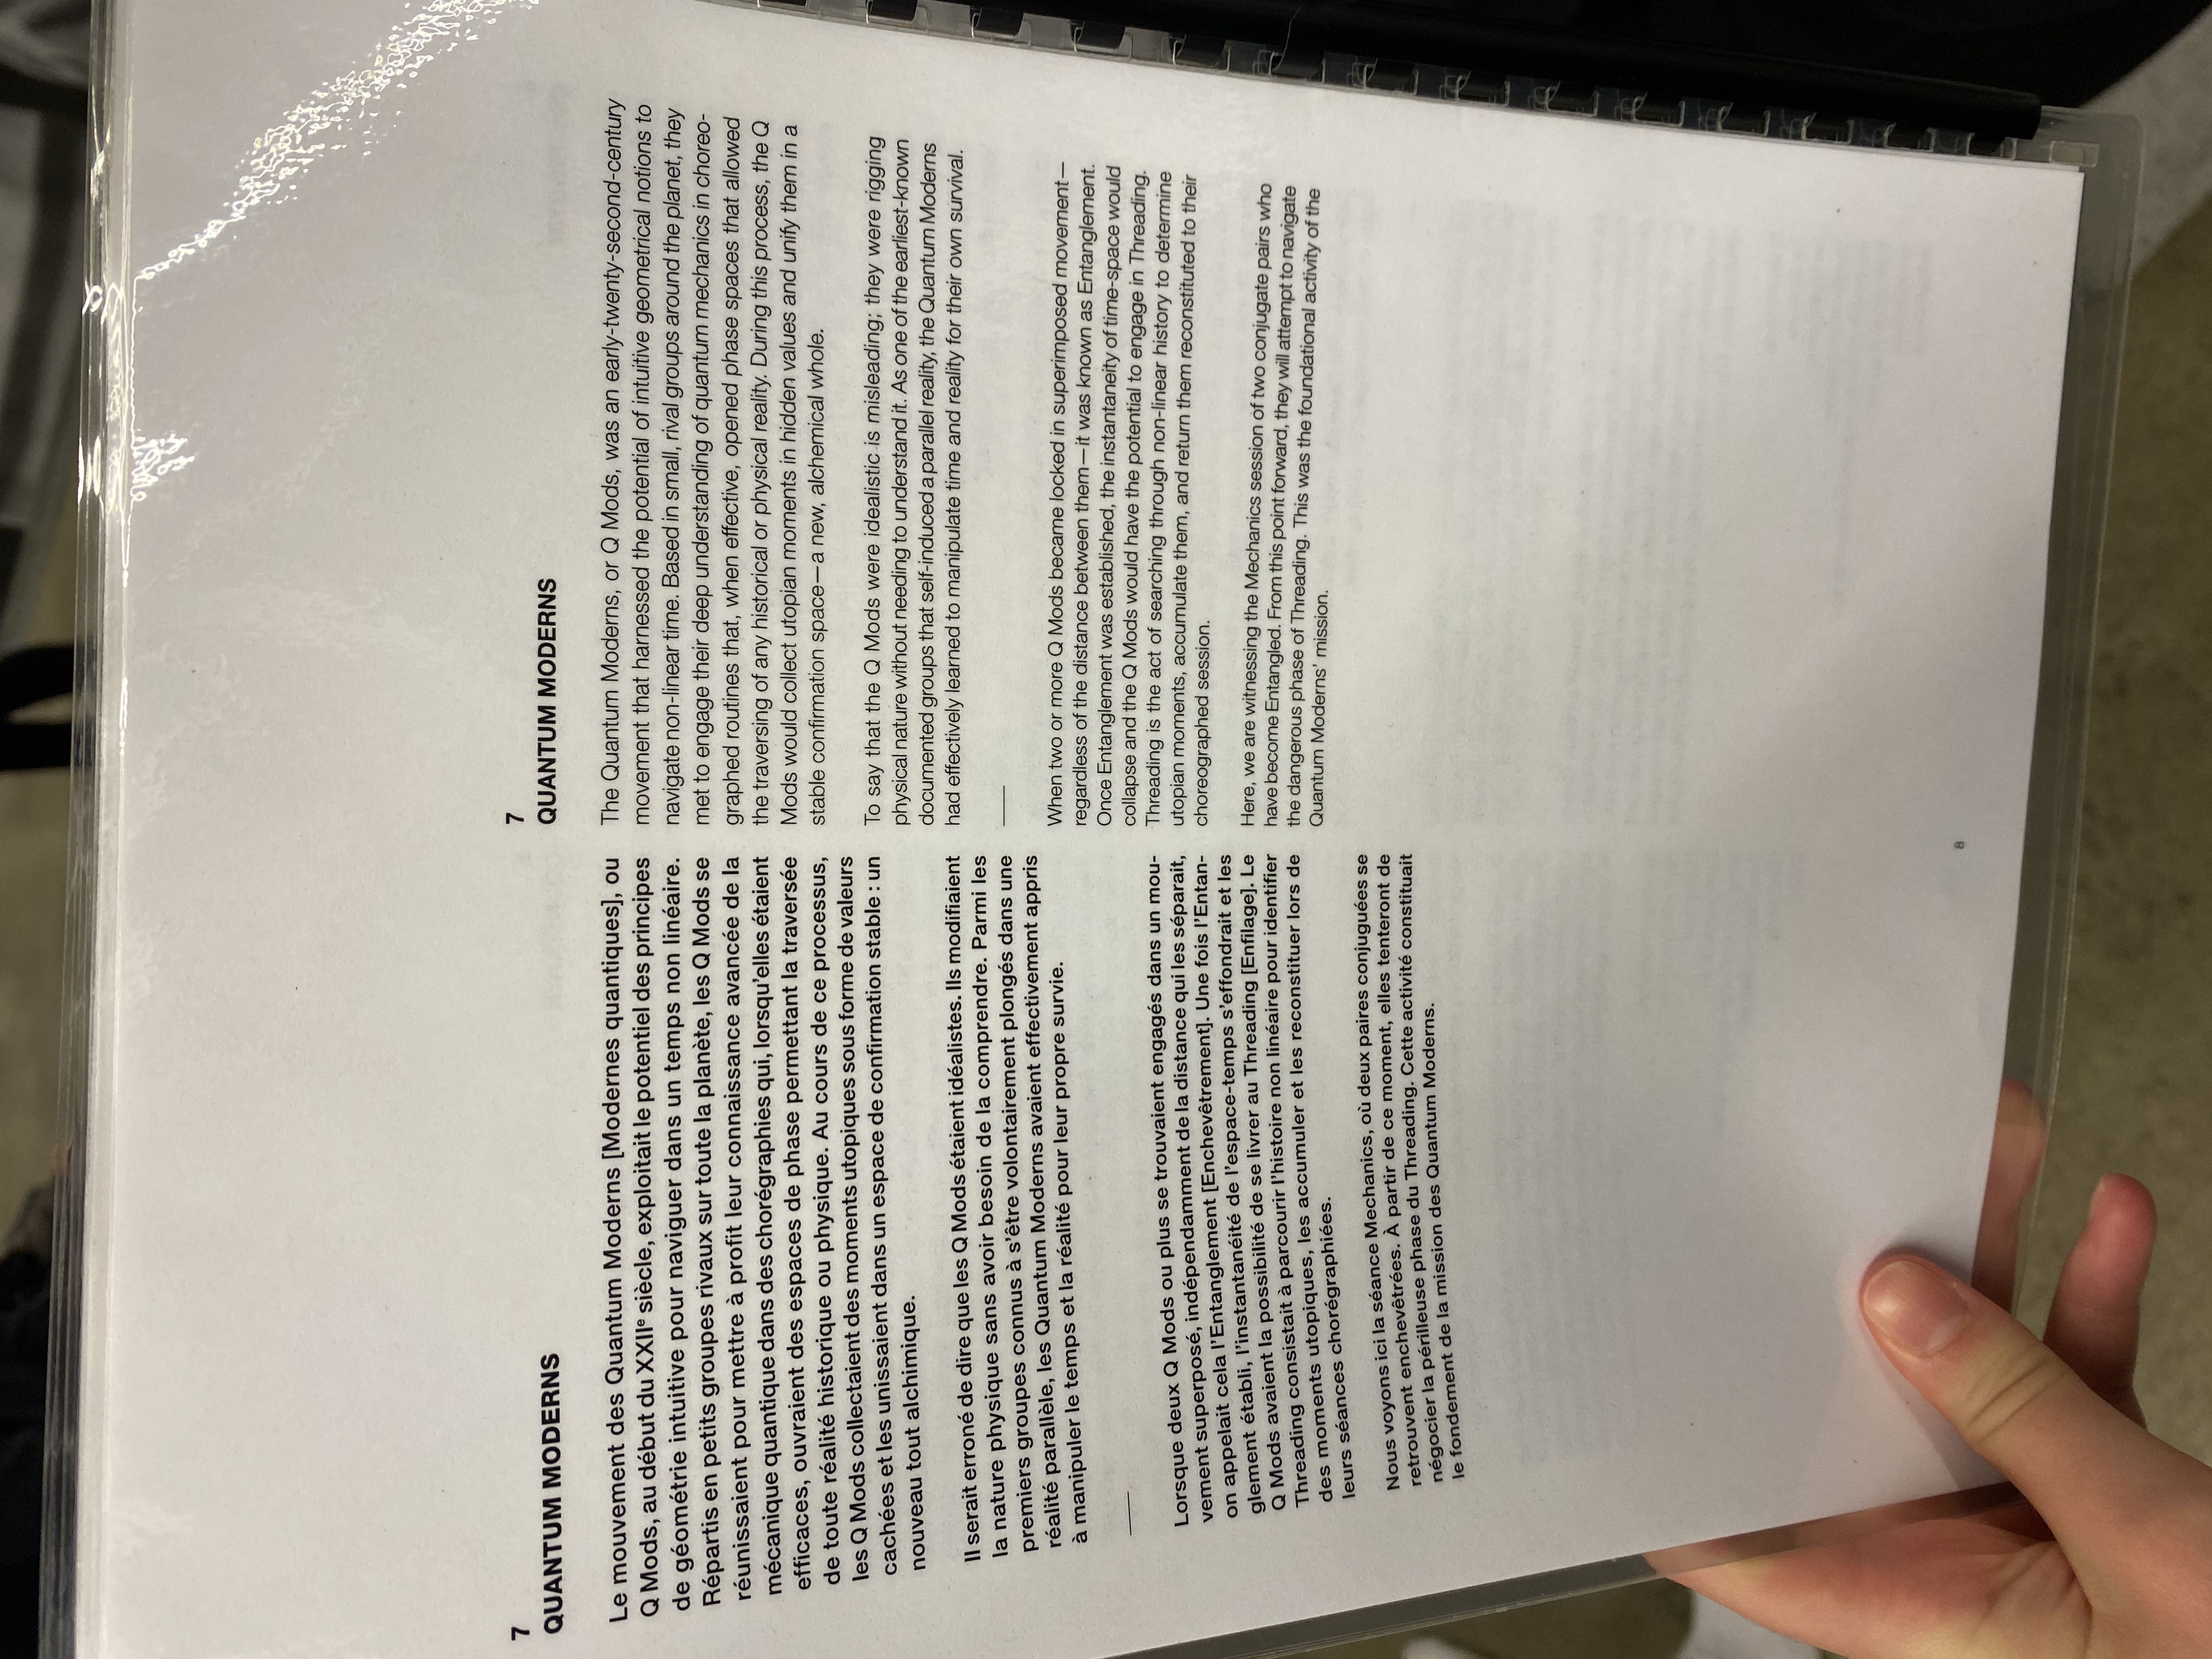 7
QUANTUM MODERNS
Le mouvement des Quantum Moderns [Modernes quantiques], ou
Q Mods, au début du XXIIe siècle, exploitait le potentiel des principes
de géométrie intuitive pour naviguer dans un temps non linéaire.
Répartis en petits groupes rivaux sur toute la planète, les Q Mods se
réunissaient pour mettre à profit leur connaissance avancée de la
mécanique quantique dans des chorégraphies qui, lorsqu'elles étaient
efficaces, ouvraient des espaces de phase permettant la traversée
de toute réalité historique ou physique. Au cours de ce processus,
les Q Mods collectaient des moments utopiques sous forme de valeurs
cachées et les unissaient dans un espace de confirmation stable : un
nouveau tout alchimique.
Il serait erroné de dire que les Q Mods étaient idéalistes. Ils modifiaient
la nature physique sans avoir besoin de la comprendre. Parmi les
premiers groupes connus à s'être volontairement plongés dans une
réalité parallèle, les Quantum Moderns avaient effectivement appris
à manipuler le temps et la réalité pour leur propre survie.
Lorsque deux Q Mods ou plus se trouvaient engagés dans un mou-
vement superposé, indépendamment de la distance qui les séparait,
on appelait cela l'Entanglement [Enchevêtrement]. Une fois l'Entan-
glement établi, l'instantanéité de l'espace-temps s'effondrait et les
Q Mods avaient la possibilité de se livrer au Threading [Enfilage]. Le
Threading consistait à parcourir l'histoire non linéaire pour identifier
des moments utopiques, les accumuler et les reconstituer lors de
leurs séances chorégraphiées.
Nous voyons ici la séance Mechanics, où deux paires conjuguées se
retrouvent enchevêtrées. À partir de ce moment, elles tenteront de
négocier la périlleuse phase du Threading. Cette activité constituait
le fondement de la mission des Quantum Moderns.
7
QUANTUM MODERNS
The Quantum Moderns, or Q Mods, was an early-twenty-second-century
movement that harnessed the potential of intuitive geometrical notions to
navigate non-linear time. Based in small, rival groups around the planet, they
met to engage their deep understanding of quantum mechanics in choreo-
graphed routines that, when effective, opened phase spaces that allowed
the traversing of any historical or physical reality. During this process, the Q
Mods would collect utopian moments in hidden values and unify them in a
stable confirmation space—a new, alchemical whole.
To say that the Q Mods were idealistic is misleading; they were rigging
physical nature without needing to understand it. As one of the earliest-known
documented groups that self-induced a parallel reality, the Quantum Moderns
had effectively learned to manipulate time and reality for their own survival.
When two or more Q Mods became locked in superimposed movement—
regardless of the distance between them—it was known as Entanglement.
Once Entanglement was established, the instantaneity of time-space would
collapse and the Q Mods would have the potential to engage in Threading.
Threading is the act of searching through non-linear history to determine
utopian moments, accumulate them, and return them reconstituted to their
choreographed session.
Here, we are witnessing the Mechanics session of two conjugate pairs who
have become Entangled. From this point forward, they will attempt to navigate
the dangerous phase of Threading. This was the foundational activity of the
Quantum Moderns' mission.
8